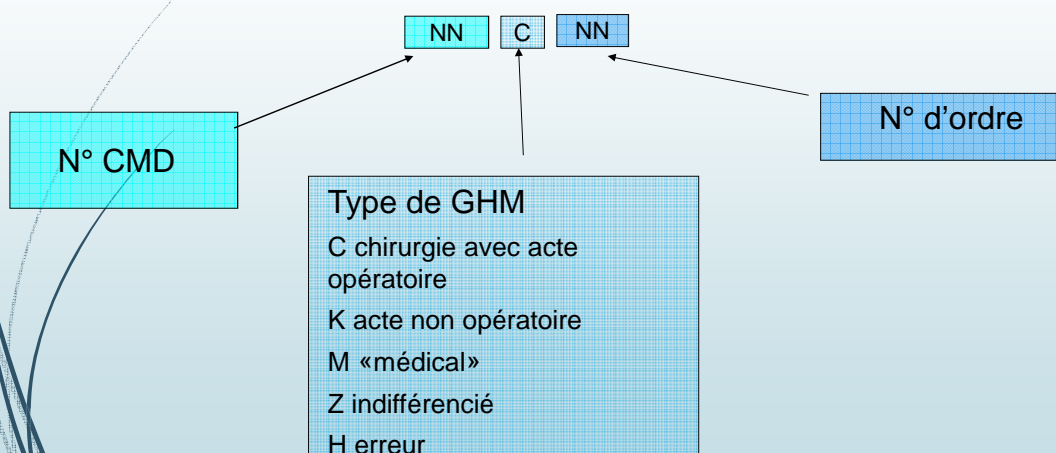 NN C NN
N° CMD
N° d'ordre
Type de GHM
C chirurgie avec acte
opératoire
K acte non opératoire
M «médical»
Z indifférencié
H erreur